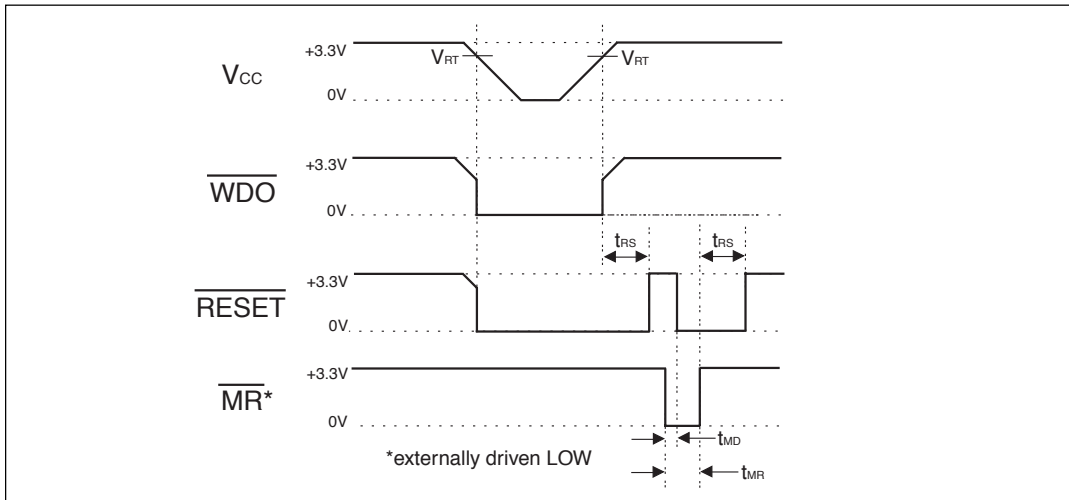 +3.3V
VRT
VRT
VCC
0V
+3.3V
WDO
0V
tRS
tRS
+3.3V
RESET
0V
+3.3V
MR*
0V
tMD
*externally driven LOW
tMR